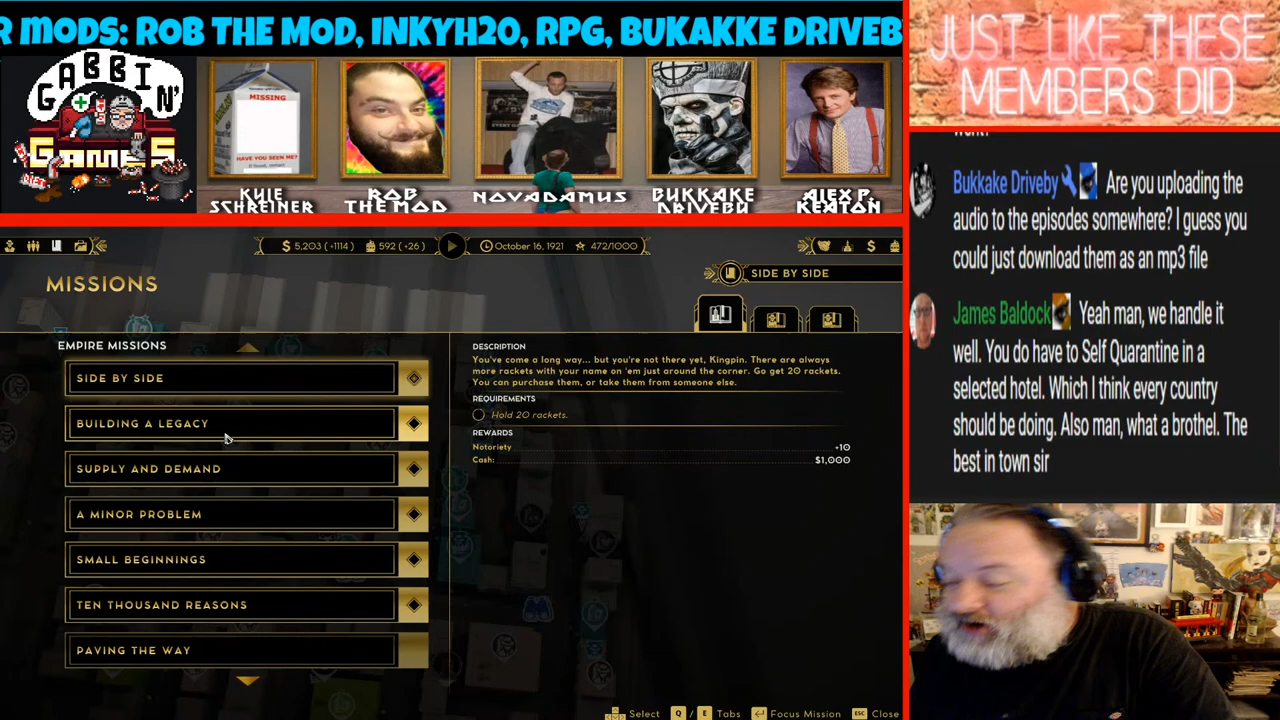 R MODS: ROB THE MOD, INKYH20, RPG, BUKAKKE DRIVEB
GABBIN'
GAMES
MISSING
HAVE YOU SEEN ME?
KYIE SCHREINER
ROB THE MOD
NOVADAMUS
BUKKAKE DRIVEBY
ALEX P. KEATON
JUST LIKE THESE
MEMBERS DID
Bukkake Driveby Are you uploading the
audio to the episodes somewhere? I guess you
could just download them as an mp3 file
James Baldock Yeah man, we handle it
well. You do have to Self Quarantine in a
selected hotel. Which I think every country
should be doing. Also man, what a brothel. The
best in town sir
$ 5,203 (+1114) 592 (+26) October 16, 1921 472/1000
MISSIONS
SIDE BY SIDE
EMPIRE MISSIONS
SIDE BY SIDE
BUILDING A LEGACY
SUPPLY AND DEMAND
A MINOR PROBLEM
SMALL BEGINNINGS
TEN THOUSAND REASONS
PAVING THE WAY
DESCRIPTION
You've come a long way... but you're not there yet, Kingpin. There are always
more rackets with your name on 'em just around the corner. Go get 20 rackets.
You can purchase them, or take them from someone else.
REQUIREMENTS
Hold 20 rackets.
REWARDS
Notoriety +10
Cash: $1,000
Select Q / E Tabs Focus Mission ESC Close